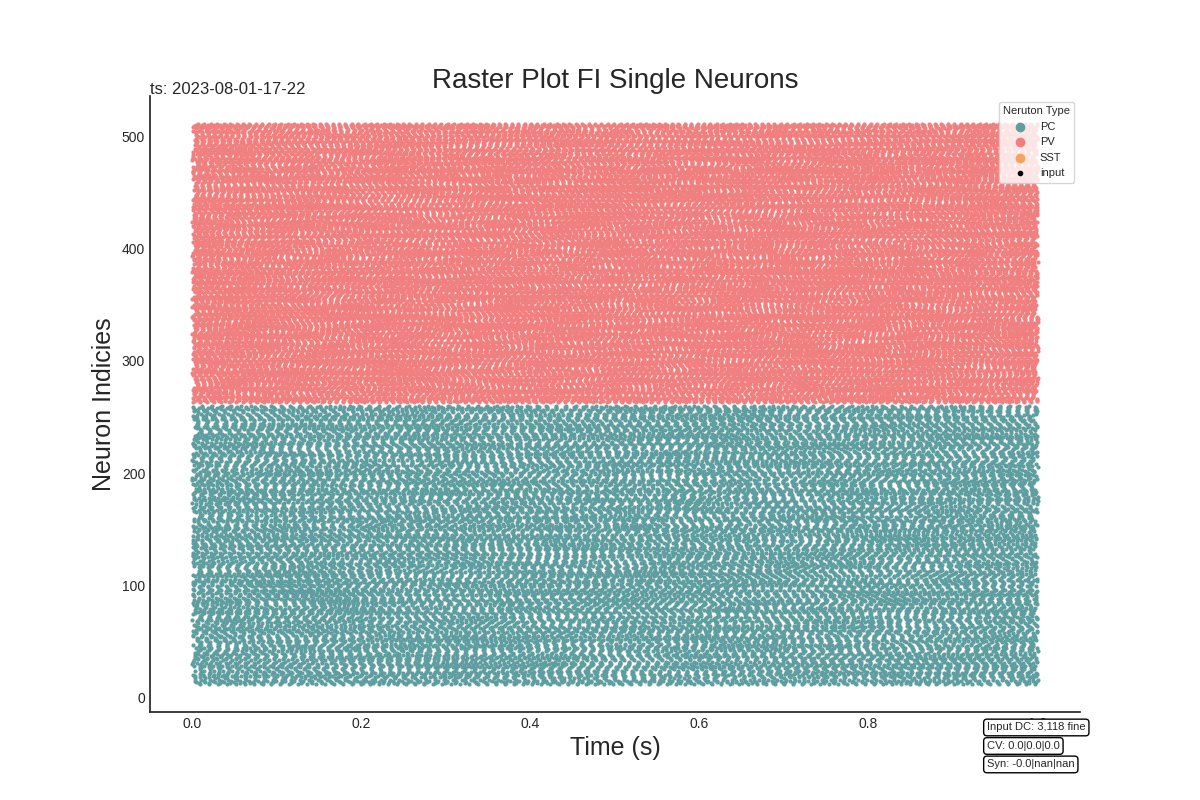 Raster Plot FI Single Neurons
ts: 2023-08-01-17-22
Neruton Type
PC
PV
SST
input
500
400
300
200
100
0
Neuron Indicies
0.0 0.2 0.4 0.6 0.8
Time (s)
Input DC: 3,118 fine
CV: 0.0|0.0|0.0
Syn: -0.0|nan|nan